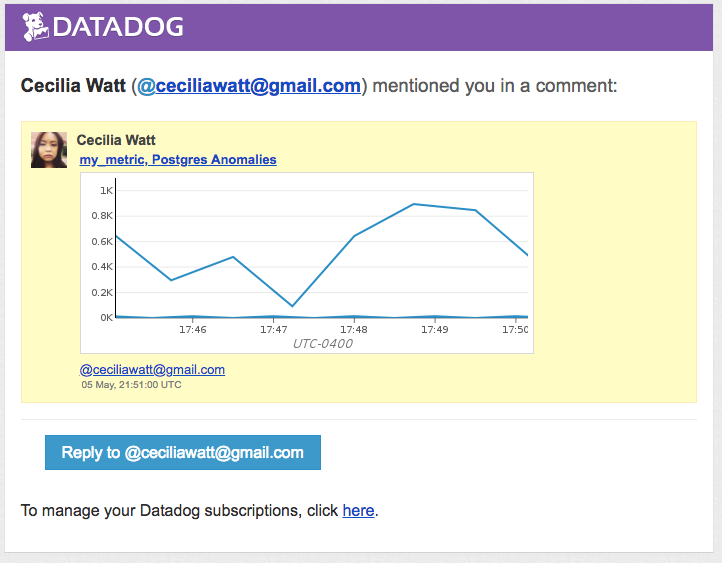 DATADOG
Cecilia Watt (@ceciliawatt@gmail.com) mentioned you in a comment:
Cecilia Watt
my_metric, Postgres Anomalies
1K
0.8K
0.6K
0.4K
0.2K
0K
17:46 17:47 17:48 17:49 17:50
UTC-0400
@ceciliawatt@gmail.com
05 May, 21:51:00 UTC
Reply to @ceciliawatt@gmail.com
To manage your Datadog subscriptions, click here.